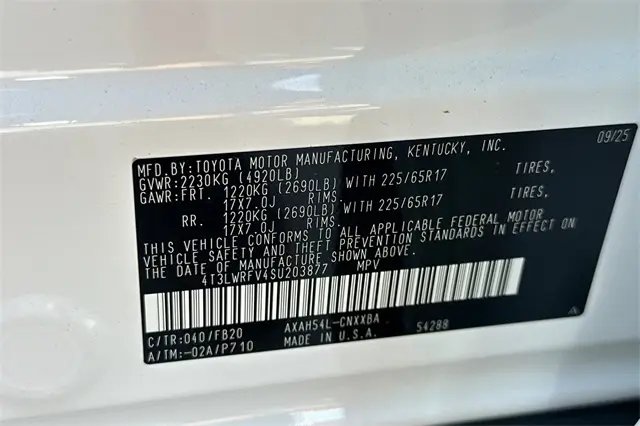 09/25
MFD.BY:TOYOTA MOTOR MANUFACTURING, KENTUCKY, INC.
GVWR:2230KG (4920LB)
GAWR:FRT. 1220KG (2690LB) WITH 225/65R17 TIRES,
17X7.0J RIMS.
RR. 1220KG (2690LB) WITH 225/65R17 TIRES,
17X7.0J RIMS.
THIS VEHICLE CONFORMS TO ALL APPLICABLE FEDERAL MOTOR
VEHICLE SAFETY AND THEFT PREVENTION STANDARDS IN EFFECT ON
THE DATE OF MANUFACTURE SHOWN ABOVE.
4T3LWRFV4SU203877 MPV
C/TR:040/FB20 AXAH54L-CNXXBA
A/TM:-02A/P710 MADE IN U.S.A. 54288